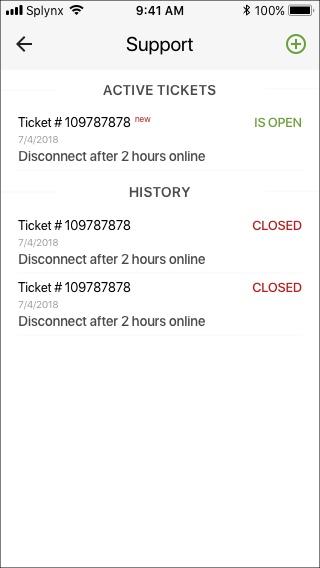 Splynx 9:41 AM 100%
Support
ACTIVE TICKETS
Ticket # 109787878 new IS OPEN
7/4/2018
Disconnect after 2 hours online
HISTORY
Ticket # 109787878 CLOSED
7/4/2018
Disconnect after 2 hours online
Ticket # 109787878 CLOSED
7/4/2018
Disconnect after 2 hours online